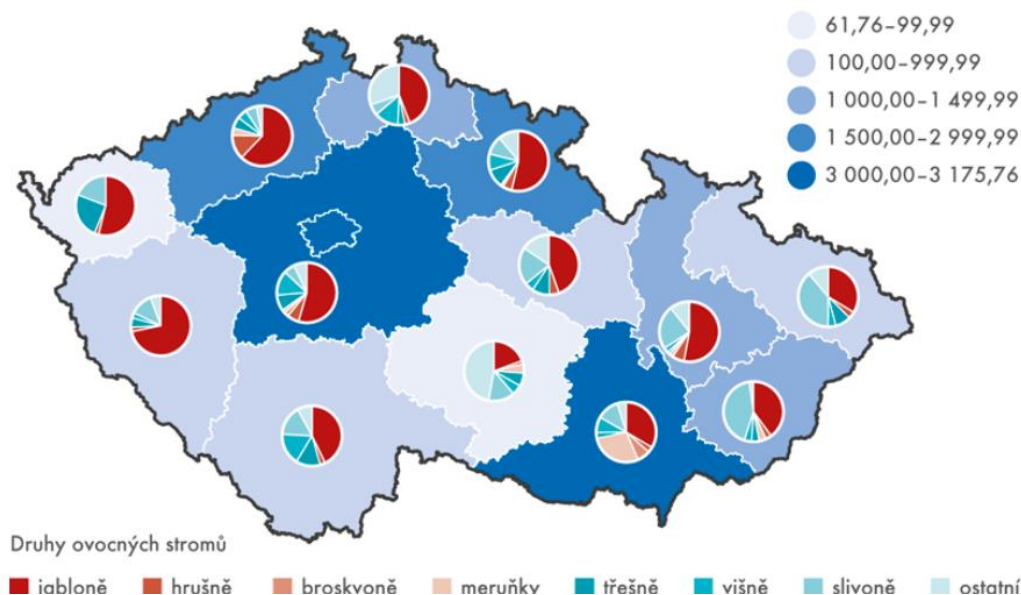 61,76–99,99
100,00–999,99
1 000,00–1 499,99
1 500,00–2 999,99
3 000,00–3 175,76
Druhy ovocných stromů
jabloně hrušně broskvoně meruňky třešně višně slivoně ostatní